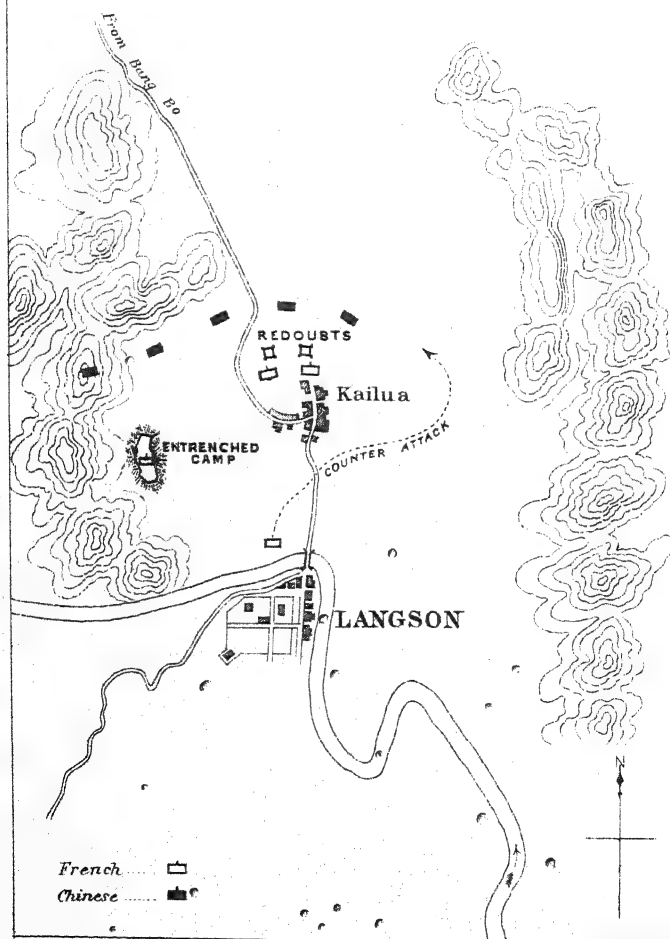 From Bang Bo
REDOUBTS
Kailua
ENTRENCHED
CAMP
COUNTER ATTACK
LANGSON
N
French ......
Chinese ......